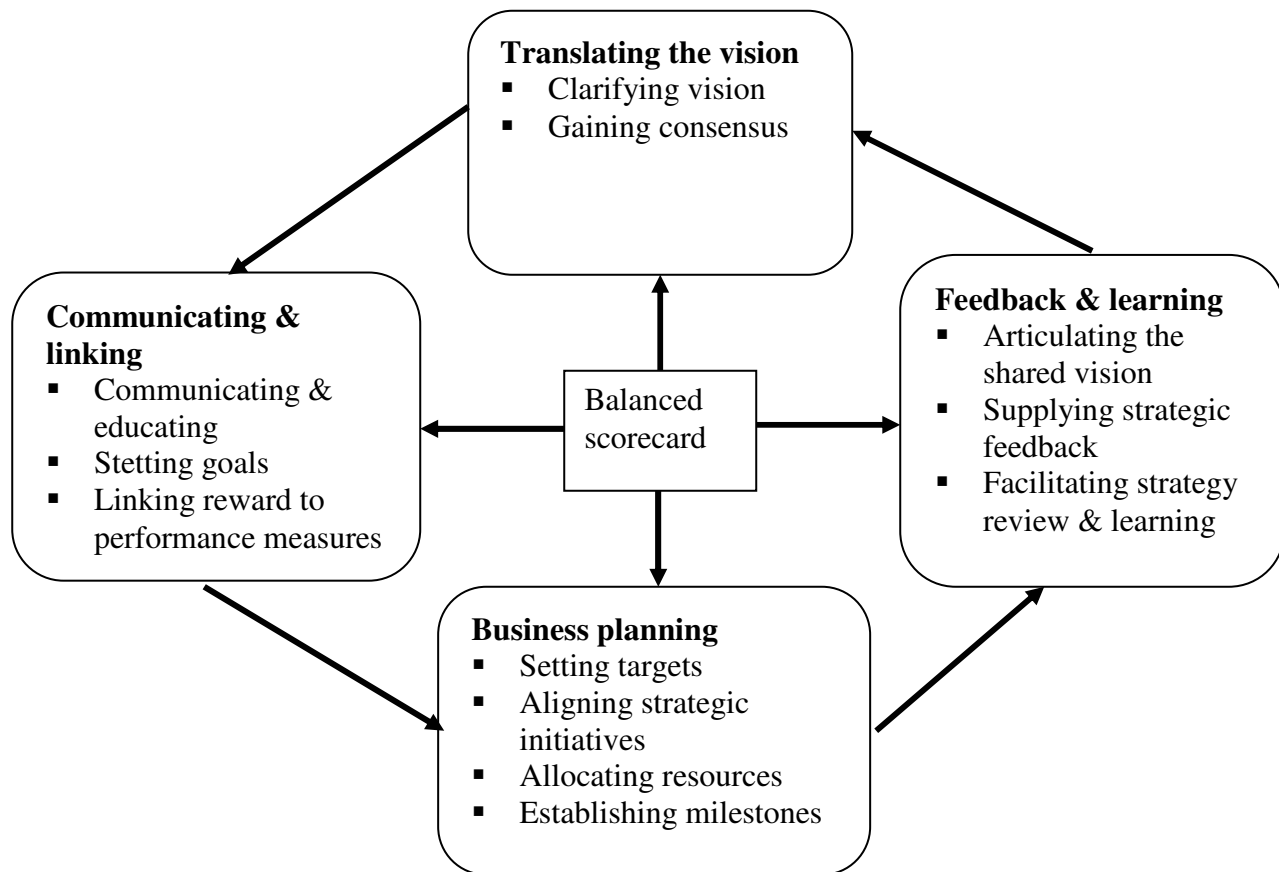 Translating the vision
▪ Clarifying vision
▪ Gaining consensus
Communicating &
linking
▪ Communicating &
educating
▪ Stetting goals
▪ Linking reward to
performance measures
Balanced
scorecard
Feedback & learning
▪ Articulating the
shared vision
▪ Supplying strategic
feedback
▪ Facilitating strategy
review & learning
Business planning
▪ Setting targets
▪ Aligning strategic
initiatives
▪ Allocating resources
▪ Establishing milestones